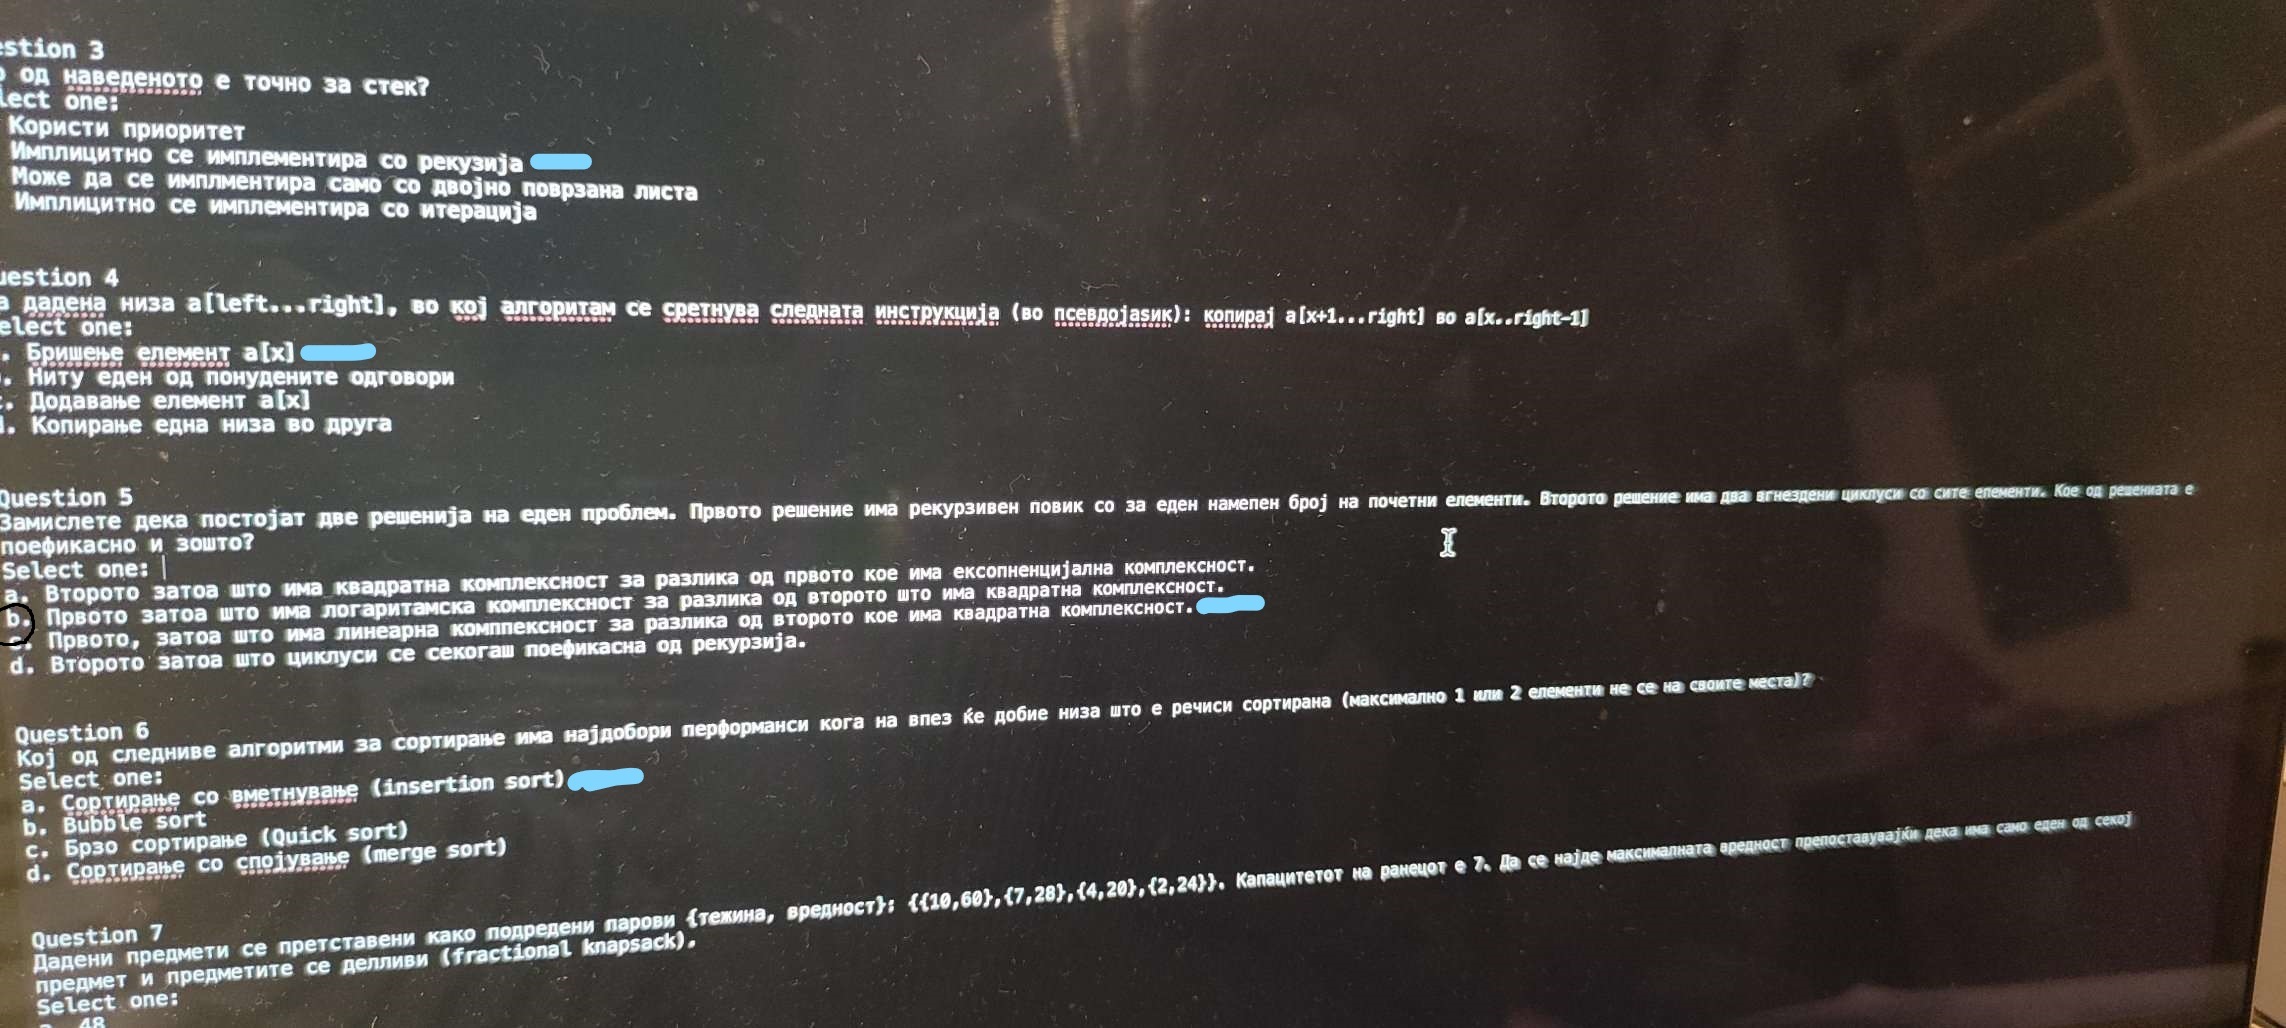 estion 3
о од наведеното е точно за стек?
lect one:
Користи приоритет
Имплицитно се имплементира со рекузија
Може да се имплментира само со двојно поврзана листа
Имплицитно се имплементира со итерација
uestion 4
а дадена низа a[left...right], во кој алгоритам се сретнува следната инструкција (во псевдојаѕик): копирај a[x+1...right] во a[x..right-1]
elect one:
. Бришење елемент a[x]
. Ниту еден од понудените одговори
. Додавање елемент a[x]
. Копирање една низа во друга
Question 5
Замислете дека постојат две решенија на еден проблем. Првото решение има рекурзивен повик со за еден намепен број на почетни елементи. Второто решение има два вгнездени циклуси со сите елементи. Кое од решенијата е
поефикасно и зошто?
Select one:
a. Второто затоа што има квадратна комплексност за разлика од првото кое има ексопненцијална комплексност.
b. Првото затоа што има логаритамска комплексност за разлика од второто што има квадратна комплексност.
c. Првото, затоа што има линеарна комппексност за разлика од второто кое има квадратна комплексност.
d. Второто затоа што циклуси се секогаш поефикасна од рекурзија.
Question 6
Кој од следниве алгоритми за сортирање има најдобри перформанси кога на впез ќе добие низа што е речиси сортирана (максимално 1 или 2 елементи не се на своите места)?
Select one:
a. Сортирање со вметнување (insertion sort)
b. Bubble sort
c. Брзо сортирање (Quick sort)
d. Сортирање со спојување (merge sort)
Question 7
Дадени предмети се претставени како подредени парови {тежина, вредност}: {{10,60},{7,28},{4,20},{2,24}}. Капацитетот на ранецот е 7. Да се најде максималната вредност препоставувајќи дека има само еден од секој
предмет и предметите се делливи (fractional knapsack).
Select one:
a. 48